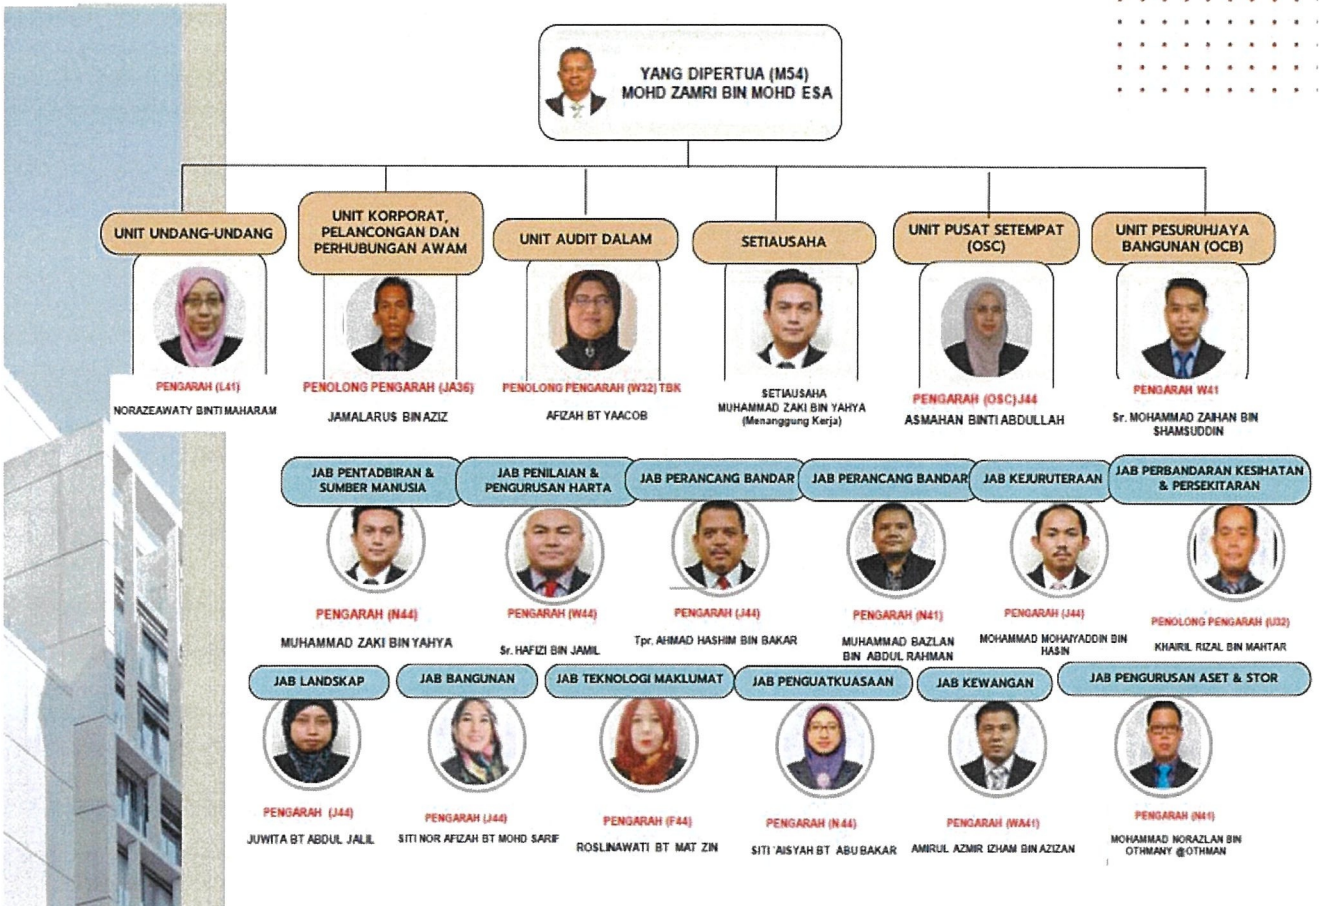 YANG DIPERTUA (M54)
MOHD ZAMRI BIN MOHD ESA
UNIT UNDANG-UNDANG
PENGARAH (L41)
NORAZEAWATY BINTI MAHARAM
UNIT KORPORAT,
PELANCONGAN DAN
PERHUBUNGAN AWAM
PENOLONG PENGARAH (JA36)
JAMALARUS BIN AZIZ
UNIT AUDIT DALAM
PENOLONG PENGARAH (W32) TBK
AFIZAH BT YAACOB
SETIAUSAHA
SETIAUSAHA
MUHAMMAD ZAKI BIN YAHYA
(Menanggung Kerja)
UNIT PUSAT SETEMPAT
(OSC)
PENGARAH (OSC) J44
ASMAHAN BINTI ABDULLAH
UNIT PESURUHJAYA
BANGUNAN (OCB)
PENGARAH W41
Sr. MOHAMMAD ZAIHAN BIN
SHAMSUDDIN
JAB PENTADBIRAN &
SUMBER MANUSIA
PENGARAH (N44)
MUHAMMAD ZAKI BIN YAHYA
JAB PENILAIAN &
PENGURUSAN HARTA
PENGARAH (W44)
Sr. HAFIZI BIN JAMIL
JAB PERANCANG BANDAR
PENGARAH (J44)
Tpr. AHMAD HASHIM BIN BAKAR
JAB PERANCANG BANDAR
PENGARAH (N41)
MUHAMMAD BAZLAN
BIN ABDUL RAHMAN
JAB KEJURUTERAAN
PENGARAH (J44)
MOHAMMAD MOHAIYADDIN BIN
HASIN
JAB PERBANDARAN KESIHATAN
& PERSEKITARAN
PENOLONG PENGARAH (U32)
KHAIRIL RIZAL BIN MAHTAR
JAB LANDSKAP
PENGARAH (J44)
JUWITA BT ABDUL JALIL
JAB BANGUNAN
PENGARAH (J44)
SITI NOR AFIZAH BT MOHD SARIF
JAB TEKNOLOGI MAKLUMAT
PENGARAH (F44)
ROSLINAWATI BT MAT ZIN
JAB PENGUATKUASAAN
PENGARAH (N44)
SITI 'AISYAH BT ABU BAKAR
JAB KEWANGAN
PENGARAH (WA41)
AMIRUL AZMIR IZHAM BIN AZIZAN
JAB PENGURUSAN ASET & STOR
PENGARAH (N41)
MOHAMMAD NORAZLAN BIN
OTHMANY @OTHMAN